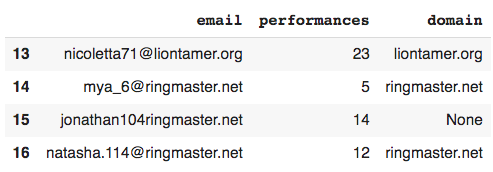 email performances domain
13 nicoletta71@liontamer.org 23 liontamer.org
14 mya_6@ringmaster.net 5 ringmaster.net
15 jonathan104ringmaster.net 14 None
16 natasha.114@ringmaster.net 12 ringmaster.net